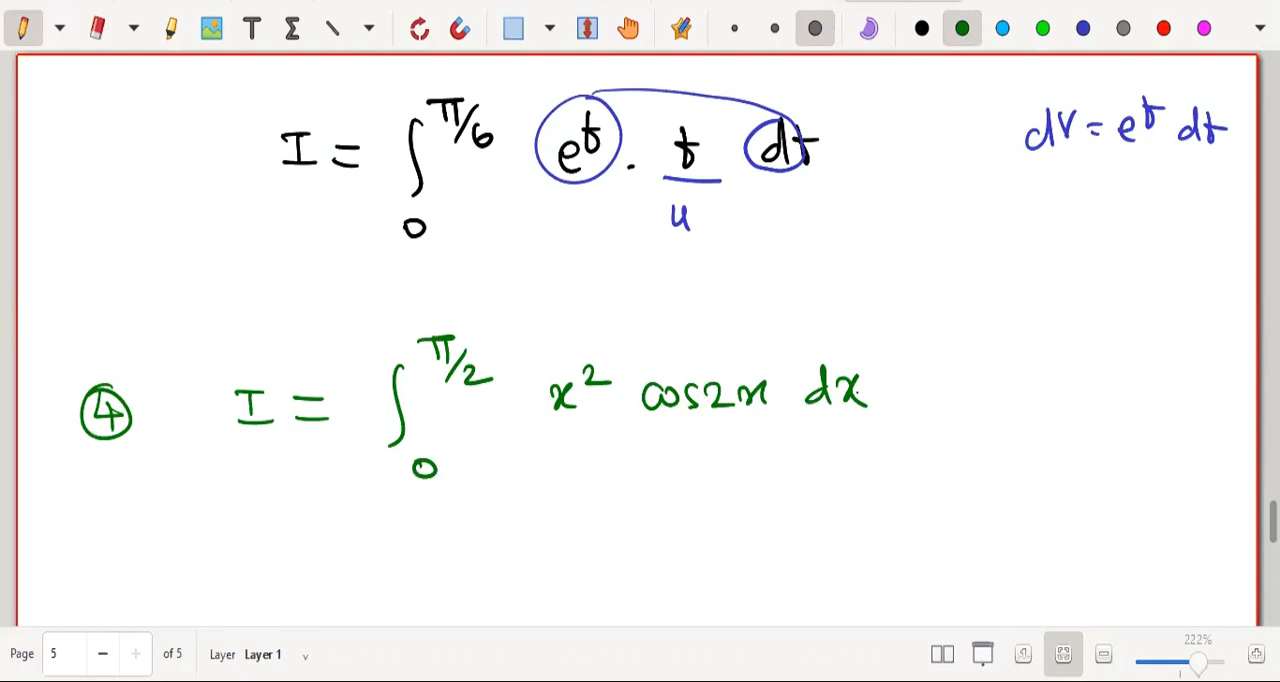 I = ∫₀^(π/6) e^t . t dt
dv = e^t dt
u
④ I = ∫₀^(π/2) x² cos2x dx
Page 5 of 5 Layer Layer 1 222%